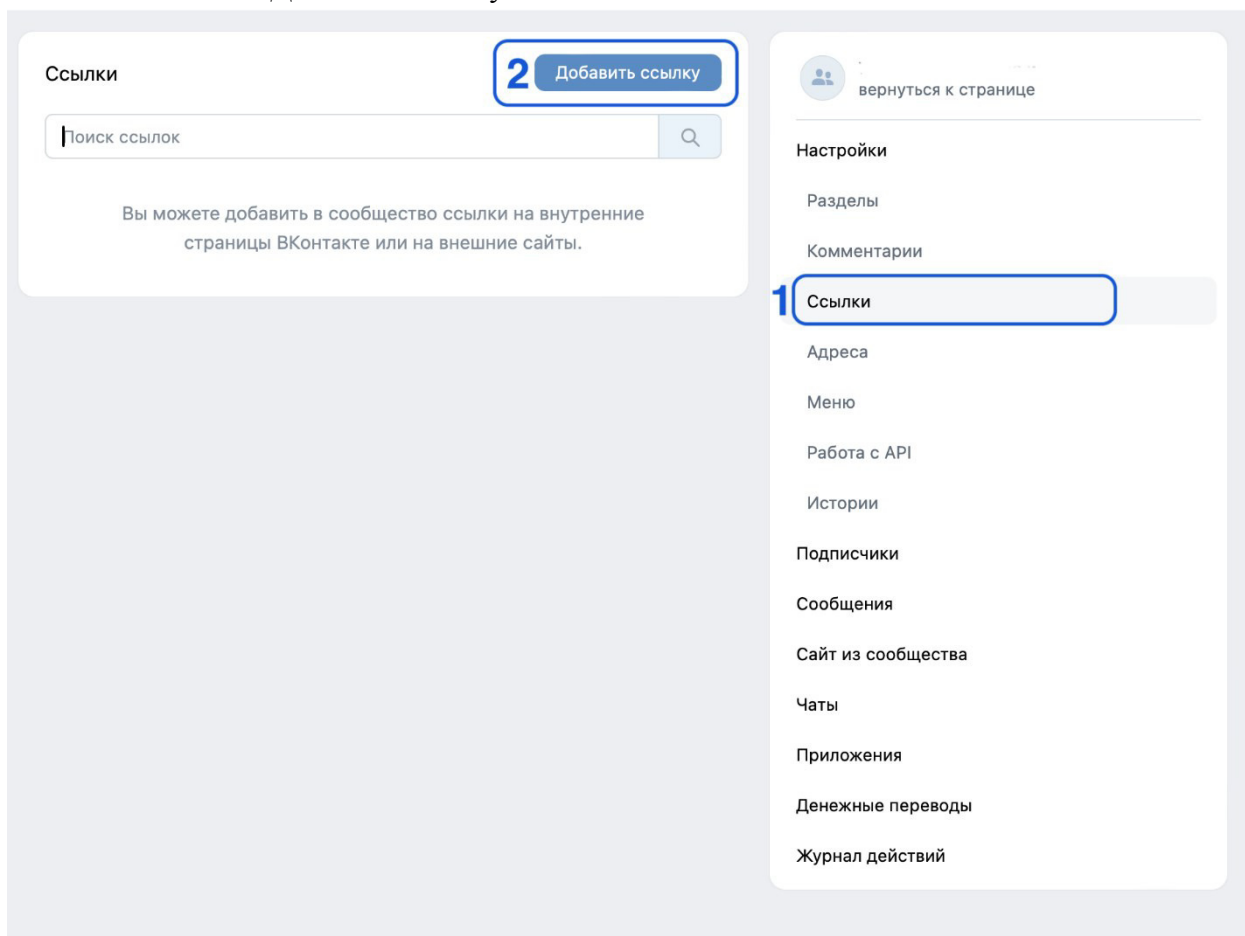 Ссылки
2 Добавить ссылку
Поиск ссылок
Вы можете добавить в сообщество ссылки на внутренние
страницы ВКонтакте или на внешние сайты.
вернуться к странице
Настройки
Разделы
Комментарии
1 Ссылки
Адреса
Меню
Работа с API
Истории
Подписчики
Сообщения
Сайт из сообщества
Чаты
Приложения
Денежные переводы
Журнал действий